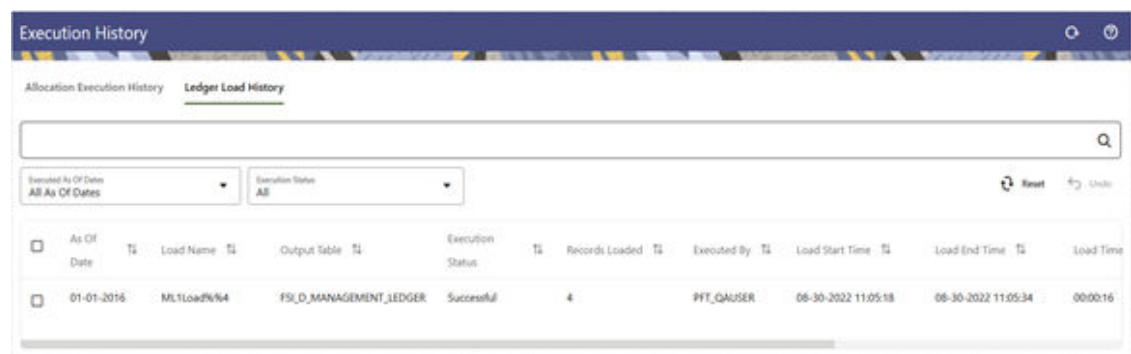 Execution History
Allocation Execution History Ledger Load History
Executed As Of Dates Execution Status
All As Of Dates All
Reset Undo
As Of Date Load Name Output Table Execution Status Records Loaded Executed By Load Start Time Load End Time Load Time
01-01-2016 ML1Load%%4 FSI_D_MANAGEMENT_LEDGER Successful 4 PFT_QAUSER 08-30-2022 11:05:18 08-30-2022 11:05:34 00:00:16